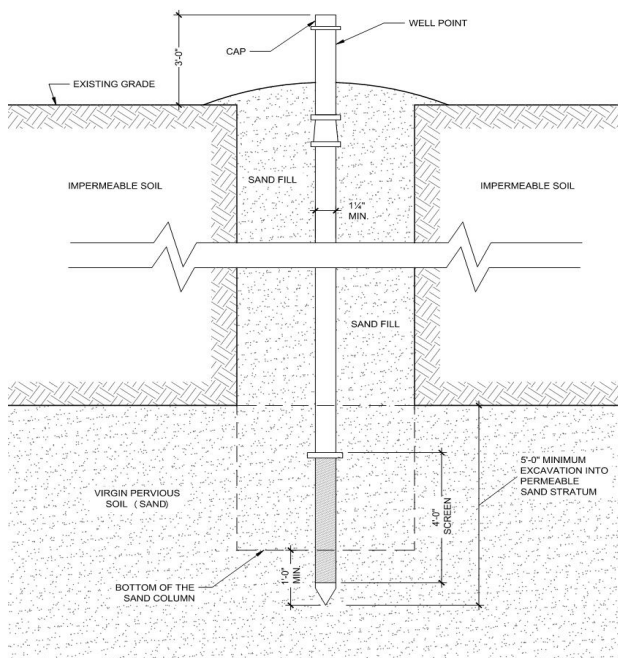 3'-0"
CAP
WELL POINT
EXISTING GRADE
IMPERMEABLE SOIL
SAND FILL
IMPERMEABLE SOIL
1¼"
MIN.
SAND FILL
VIRGIN PERVIOUS
SOIL (SAND)
4'-0"
SCREEN
5'-0" MINIMUM
EXCAVATION INTO
PERMEABLE
SAND STRATUM
1'-0"
MIN.
BOTTOM OF THE
SAND COLUMN